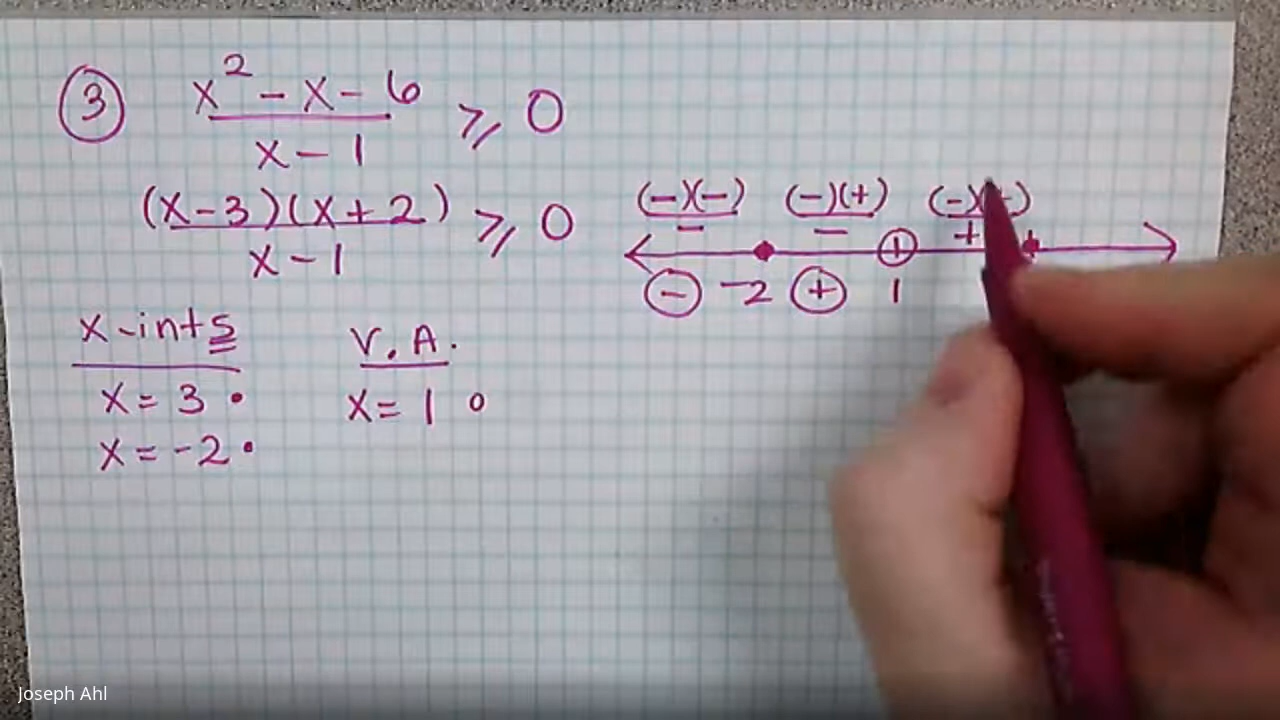 ③ x² - x - 6 / x - 1 ⩾ 0
(x-3)(x+2) / x-1 ⩾ 0
x-ints
x = 3 •
x = -2 •
V.A.
x = 1 o
(-)(-) / - (-)(+) / - (-)( / +
- -2 + 1
Joseph Ahl